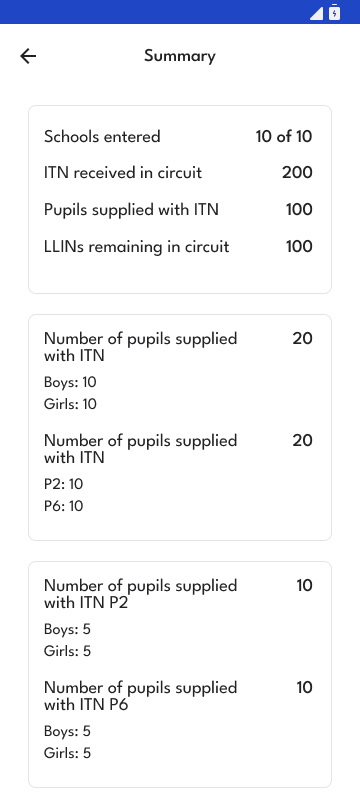 Summary
Schools entered 10 of 10
ITN received in circuit 200
Pupils supplied with ITN 100
LLINs remaining in circuit 100
Number of pupils supplied 20
with ITN
Boys: 10
Girls: 10
Number of pupils supplied 20
with ITN
P2: 10
P6: 10
Number of pupils supplied 10
with ITN P2
Boys: 5
Girls: 5
Number of pupils supplied 10
with ITN P6
Boys: 5
Girls: 5